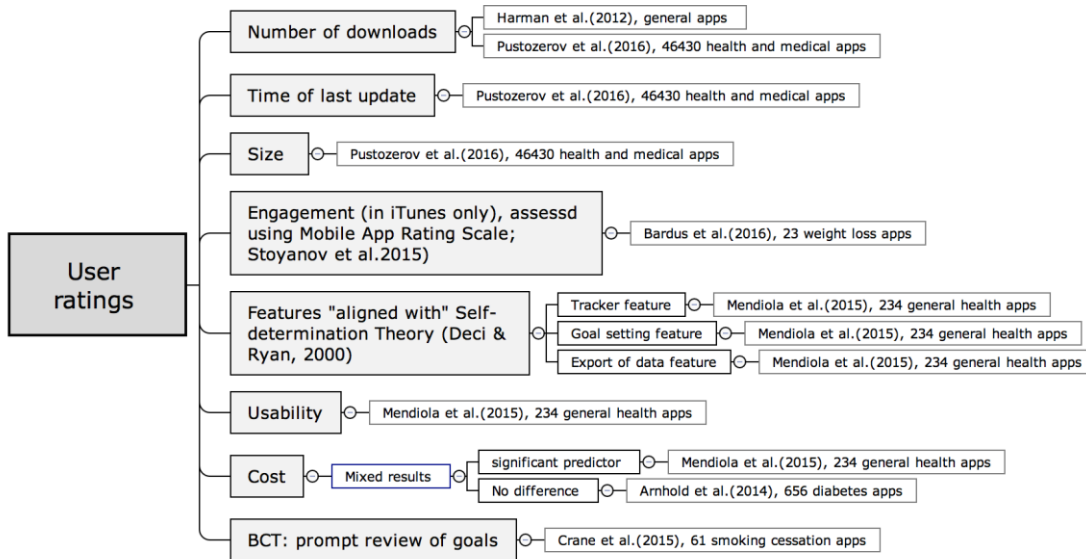 User
ratings
Number of downloads
Harman et al.(2012), general apps
Pustozerov et al.(2016), 46430 health and medical apps
Time of last update
Pustozerov et al.(2016), 46430 health and medical apps
Size
Pustozerov et al.(2016), 46430 health and medical apps
Engagement (in iTunes only), assessd
using Mobile App Rating Scale;
Stoyanov et al.2015)
Bardus et al.(2016), 23 weight loss apps
Features "aligned with" Self-
determination Theory (Deci &
Ryan, 2000)
Tracker feature
Mendiola et al.(2015), 234 general health apps
Goal setting feature
Mendiola et al.(2015), 234 general health apps
Export of data feature
Mendiola et al.(2015), 234 general health apps
Usability
Mendiola et al.(2015), 234 general health apps
Cost
Mixed results
significant predictor
Mendiola et al.(2015), 234 general health apps
No difference
Arnhold et al.(2014), 656 diabetes apps
BCT: prompt review of goals
Crane et al.(2015), 61 smoking cessation apps